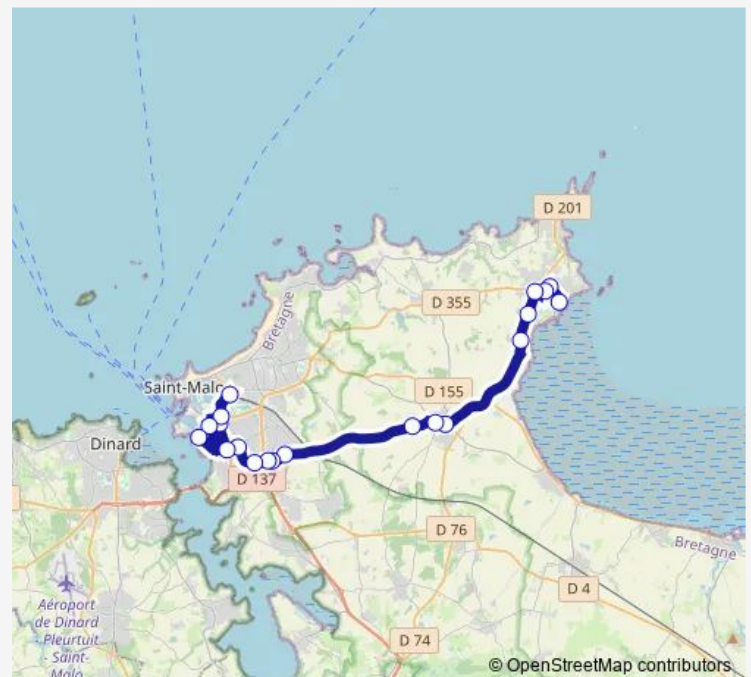 D 201
D 355
Bretagne
Saint-Malo
D 155
Dinard
D 137
D 76
Bretagne
D 4
Aéroport
de Dinard
- Pleurtuit
- Saint-
Malo
D 74
© OpenStreetMap contributors